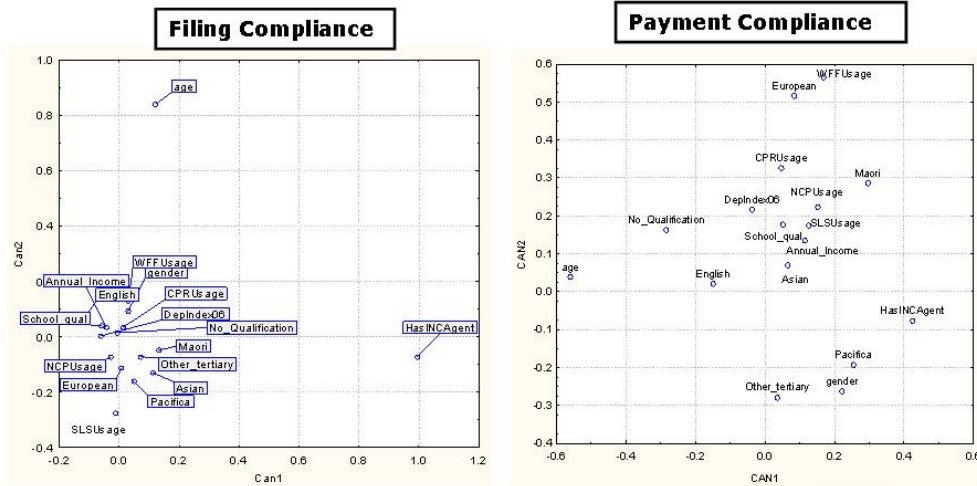 Filing Compliance
Payment Compliance
1.0
0.8
0.6
0.4
0.2
0.0
-0.2
-0.4
Can2
age
WFFUsage
gender
Annual_Income
English
CPRUsage
School_qual
DepIndex06
No_Qualification
HasINCAgent
Maori
NCPUsage
Other_tertiary
European
Asian
Pacifica
SLSUsage
-0.2 0.0 0.2 0.4 0.6 0.8 1.0 1.2
Can1
0.6
0.5
0.4
0.3
0.2
0.1
0.0
-0.1
-0.2
-0.3
-0.4
CAN2
WFFUsage
European
CPRUsage
Maori
NCPUsage
DepIndex06
No_Qualification
SLSUsage
School_qual
Annual_Income
age
English
Asian
HasINCAgent
Pacifica
Other_tertiary
gender
-0.6 -0.4 -0.2 0.0 0.2 0.4 0.6
CAN1